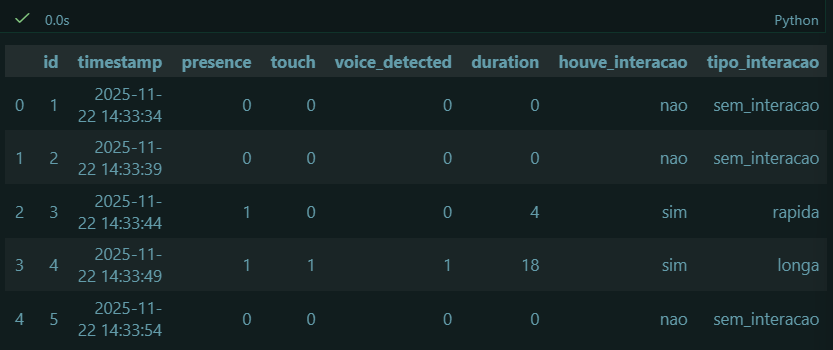 0.0s Python
id timestamp presence touch voice_detected duration houve_interacao tipo_interacao
0 1 2025-11-22 14:33:34 0 0 0 0 nao sem_interacao
1 2 2025-11-22 14:33:39 0 0 0 0 nao sem_interacao
2 3 2025-11-22 14:33:44 1 0 0 4 sim rapida
3 4 2025-11-22 14:33:49 1 1 1 18 sim longa
4 5 2025-11-22 14:33:54 0 0 0 0 nao sem_interacao